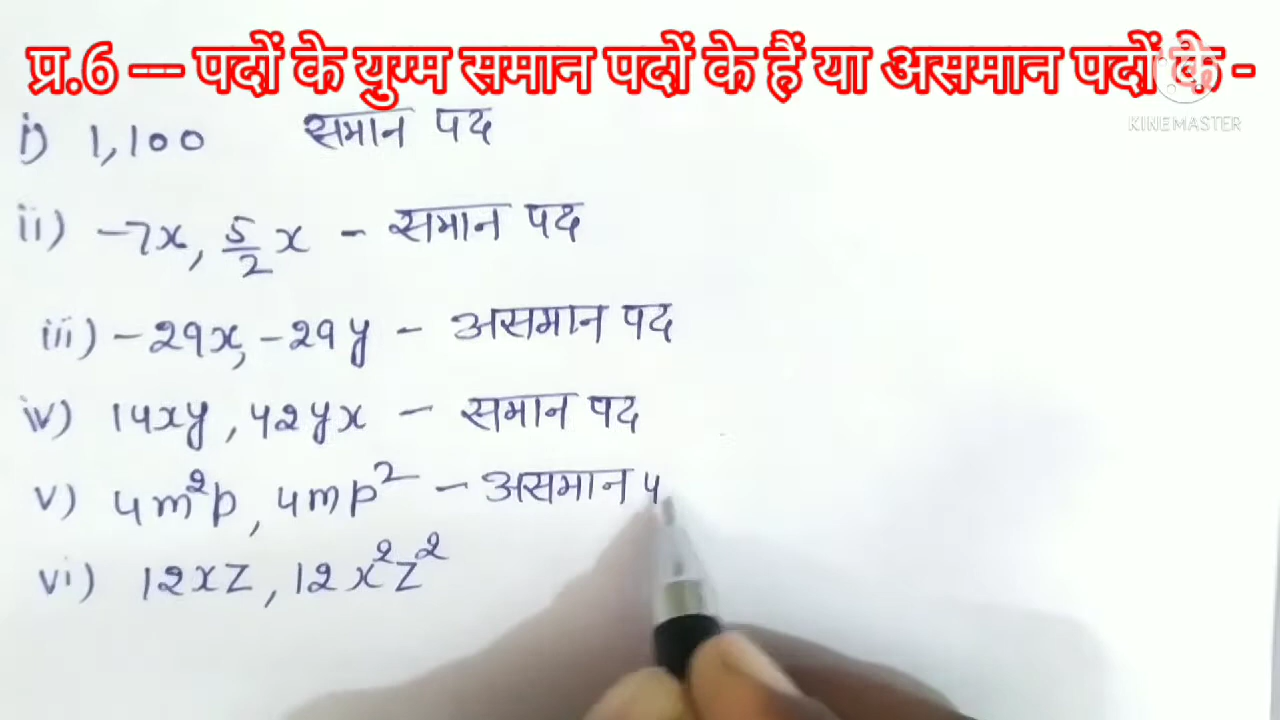 प्र.6 --- पदों के युग्म समान पदों के हैं या असमान पदों के -
KINEMASTER
i) 1, 100 समान पद
ii) -7x, 5/2 x - समान पद
iii) -29x, -29y - असमान पद
iv) 14xy, 42yx - समान पद
v) 4m²p, 4mp² - असमान प
vi) 12xz, 12x²z²